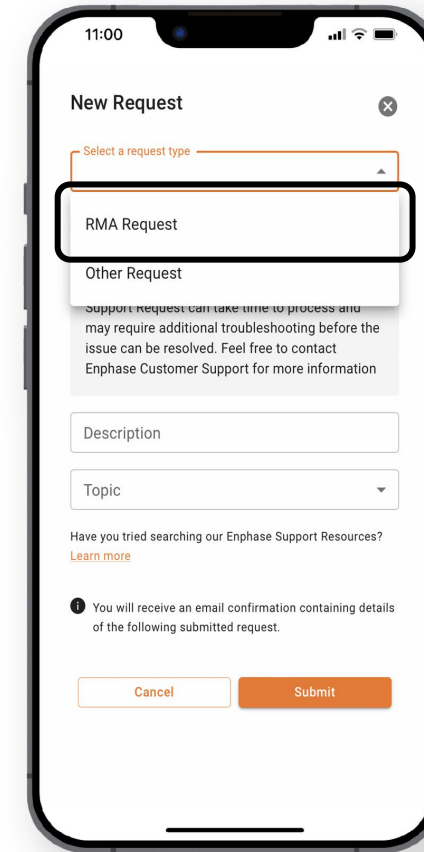 11:00
New Request
Select a request type
RMA Request
Other Request
Support Request can take time to process and
may require additional troubleshooting before the
issue can be resolved. Feel free to contact
Enphase Customer Support for more information
Description
Topic
Have you tried searching our Enphase Support Resources?
Learn more
You will receive an email confirmation containing details
of the following submitted request.
Cancel
Submit